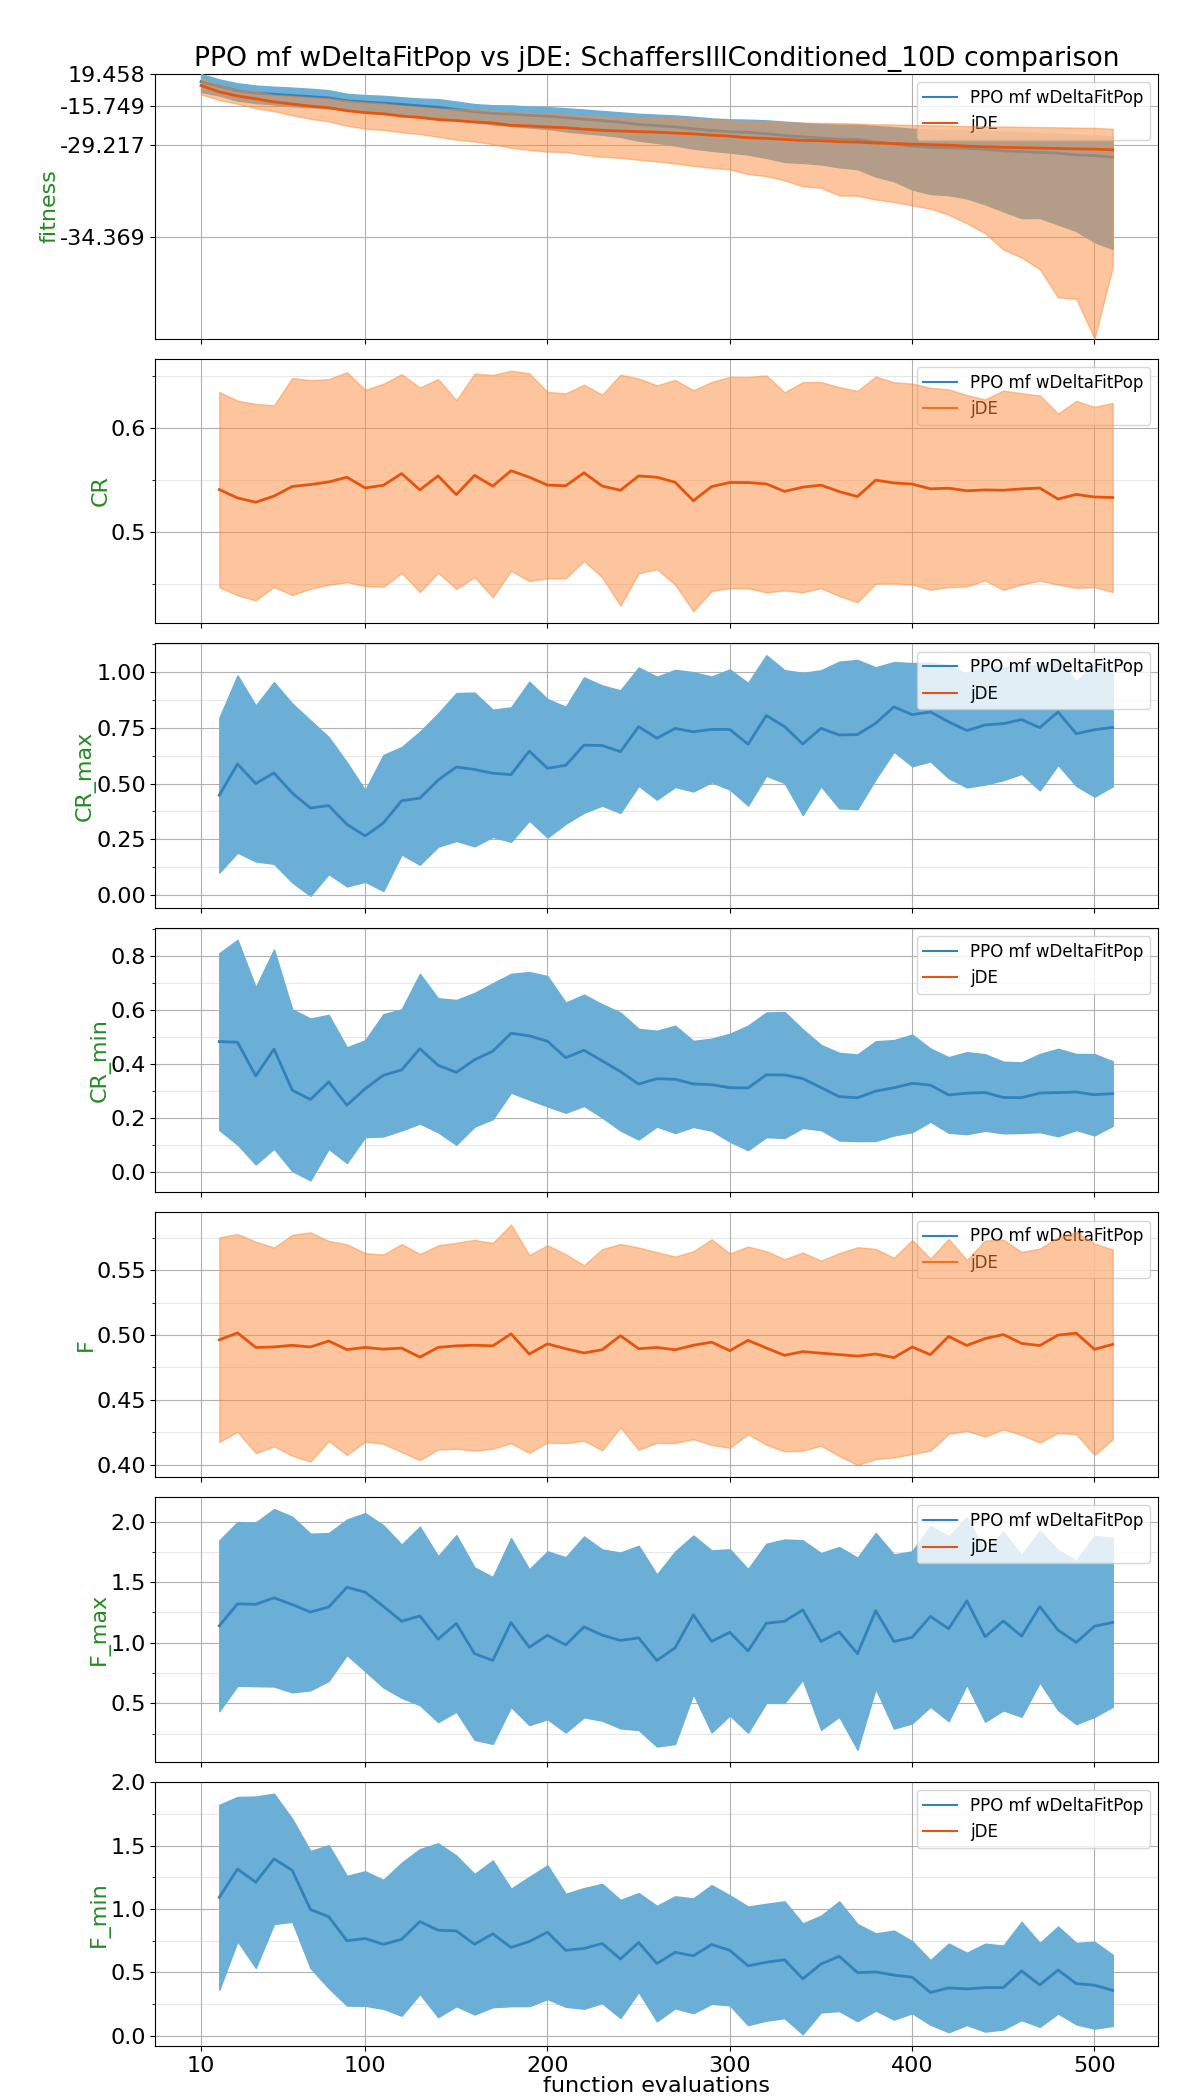 PPO mf wDeltaFitPop vs jDE: SchaffersIllConditioned_10D comparison
19.458
-15.749
-29.217
-34.369
fitness
PPO mf wDeltaFitPop
jDE
0.6
0.5
CR
PPO mf wDeltaFitPop
jDE
1.00
0.75
0.50
0.25
0.00
CR_max
PPO mf wDeltaFitPop
jDE
0.8
0.6
0.4
0.2
0.0
CR_min
PPO mf wDeltaFitPop
jDE
0.55
0.50
0.45
0.40
F
PPO mf wDeltaFitPop
jDE
2.0
1.5
1.0
0.5
F_max
PPO mf wDeltaFitPop
jDE
2.0
1.5
1.0
0.5
0.0
F_min
PPO mf wDeltaFitPop
jDE
10 100 200 300 400 500
function evaluations